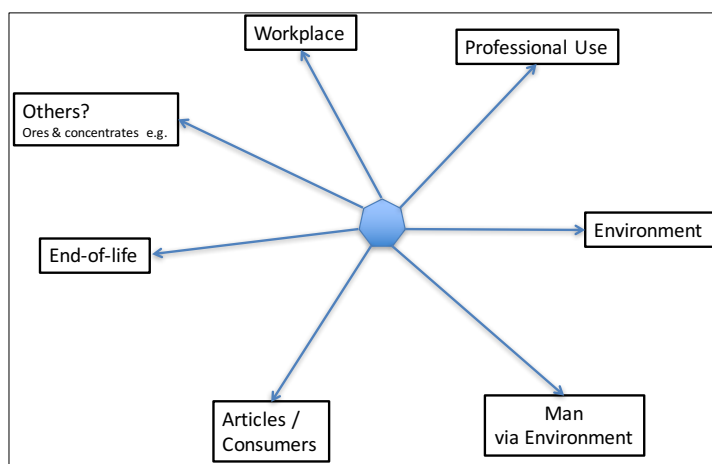 Workplace
Professional Use
Others?
Ores & concentrates e.g.
Environment
End-of-life
Articles /
Consumers
Man
via Environment